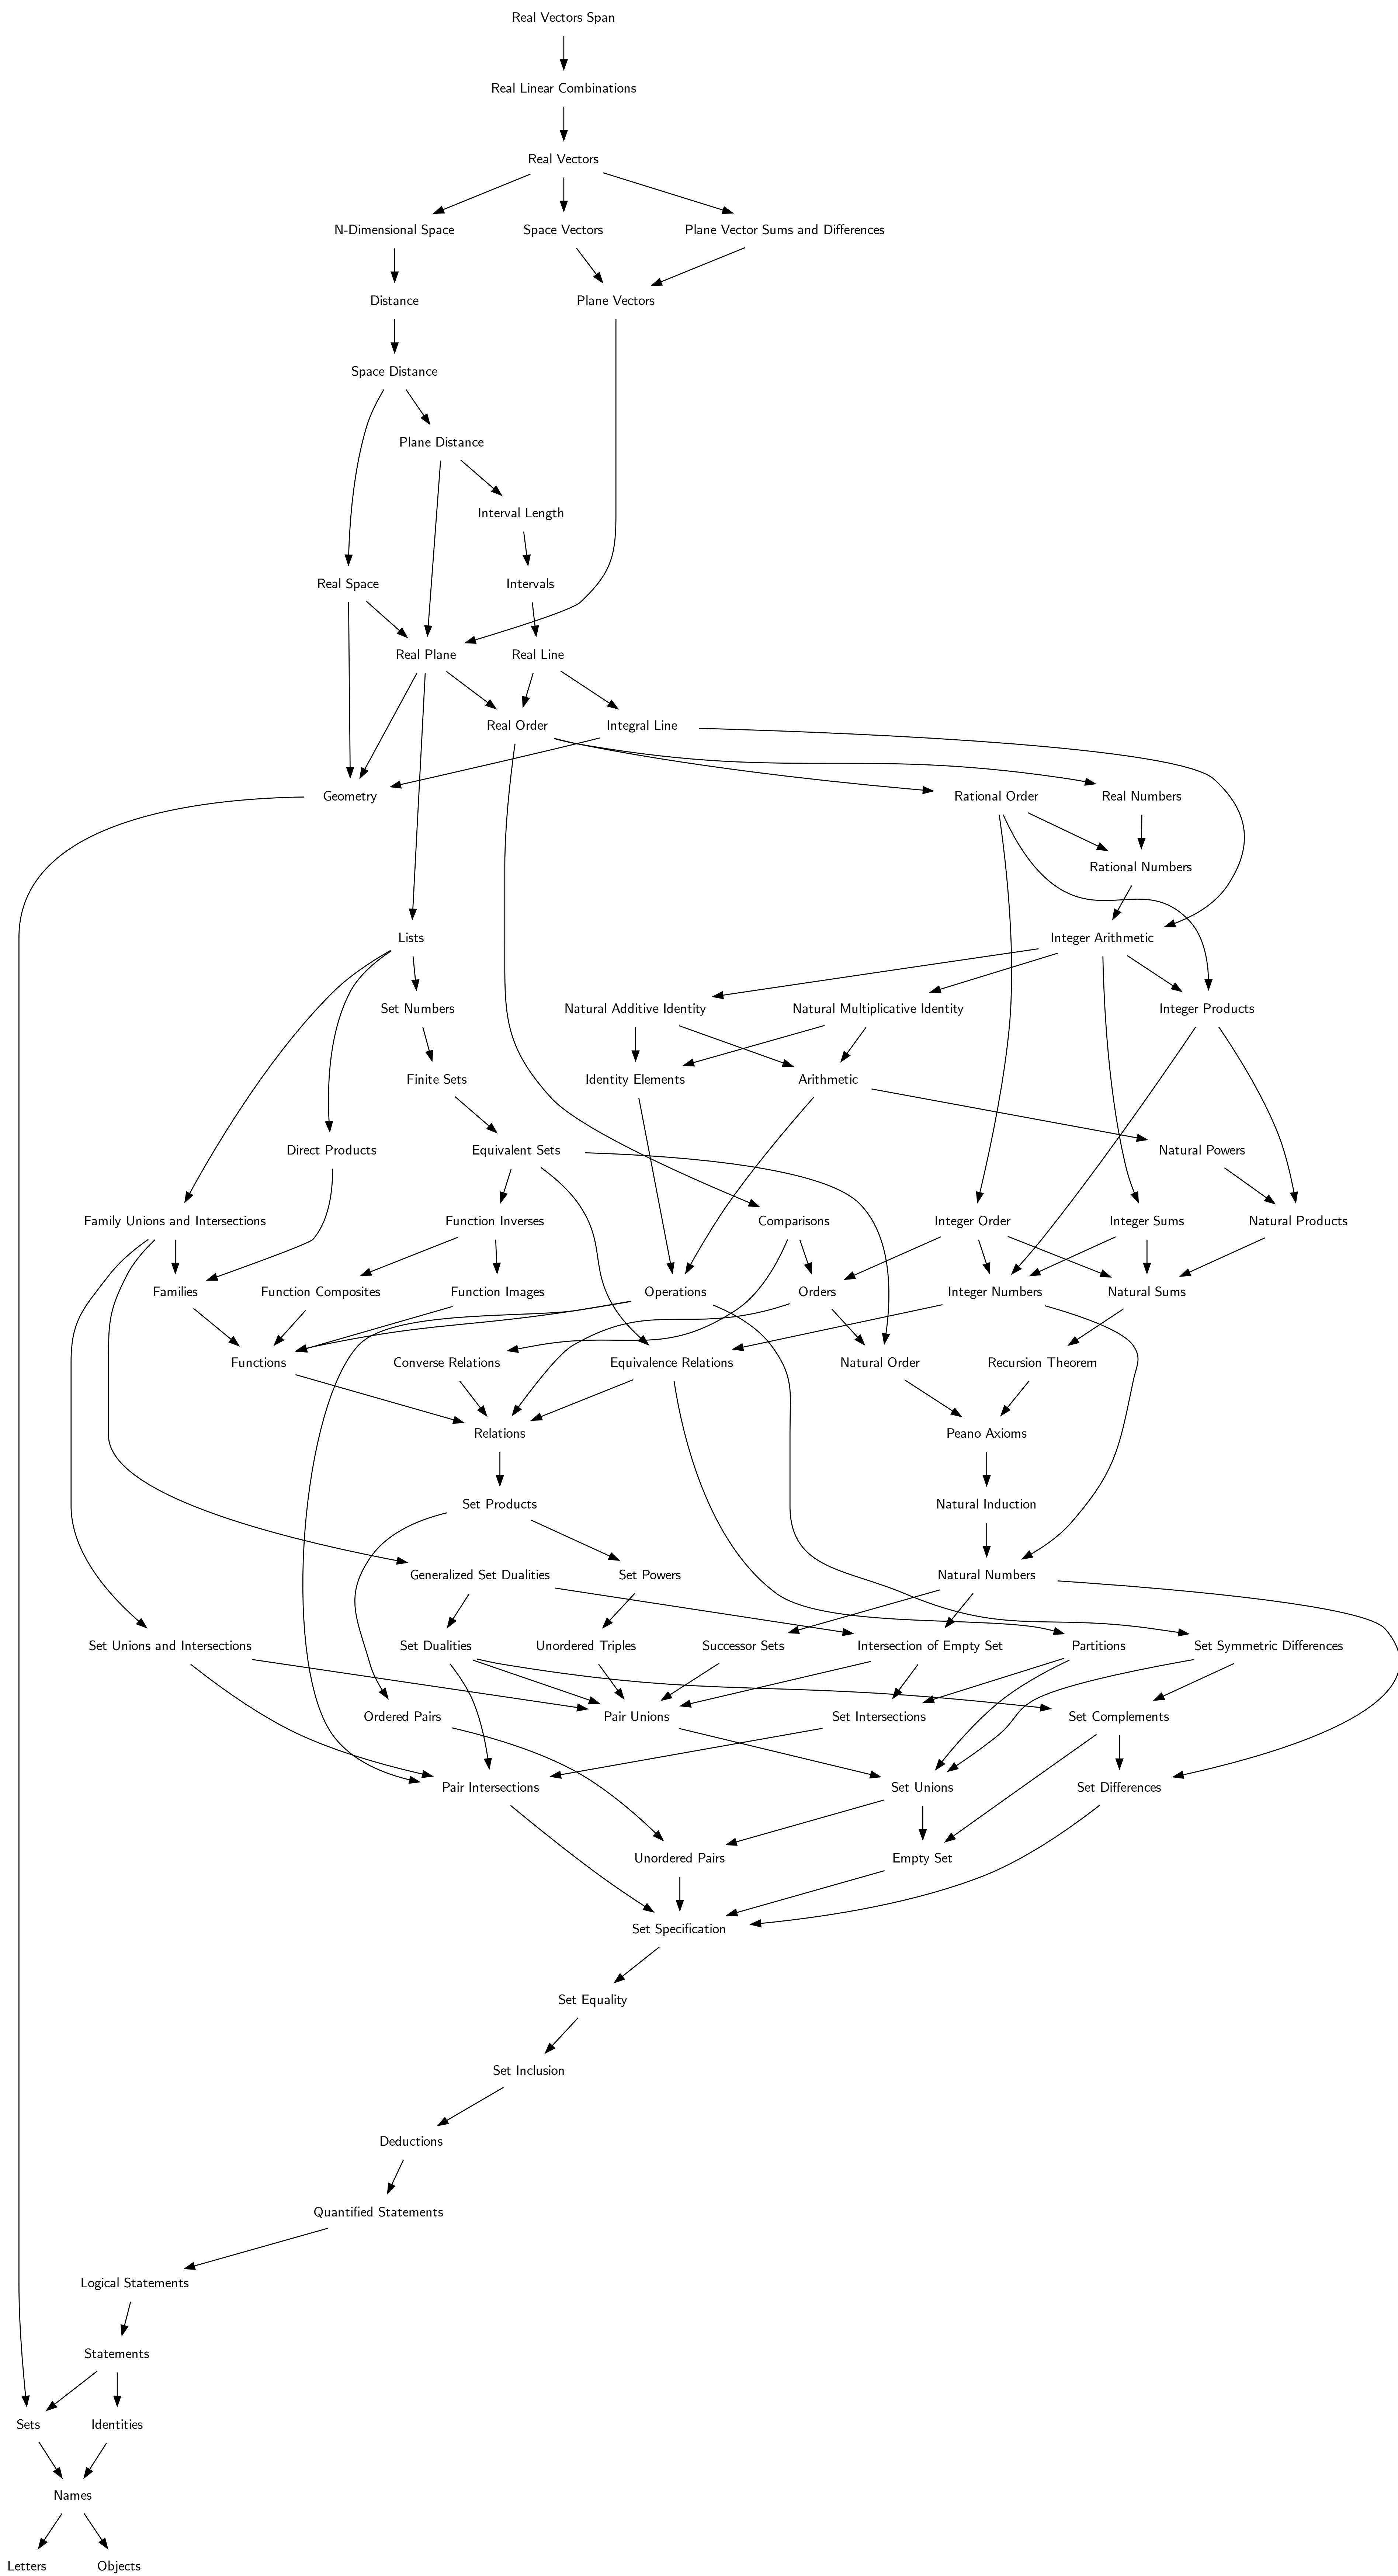 Real Vectors Span
Real Linear Combinations
Real Vectors
N-Dimensional Space
Space Vectors
Plane Vector Sums and Differences
Distance
Plane Vectors
Space Distance
Plane Distance
Interval Length
Real Space
Intervals
Real Plane
Real Line
Real Order
Integral Line
Geometry
Rational Order
Real Numbers
Rational Numbers
Lists
Integer Arithmetic
Set Numbers
Natural Additive Identity
Natural Multiplicative Identity
Integer Products
Finite Sets
Identity Elements
Arithmetic
Direct Products
Equivalent Sets
Natural Powers
Family Unions and Intersections
Function Inverses
Comparisons
Integer Order
Integer Sums
Natural Products
Families
Function Composites
Function Images
Operations
Orders
Integer Numbers
Natural Sums
Functions
Converse Relations
Equivalence Relations
Natural Order
Recursion Theorem
Relations
Peano Axioms
Set Products
Natural Induction
Generalized Set Dualities
Set Powers
Natural Numbers
Set Unions and Intersections
Set Dualities
Unordered Triples
Successor Sets
Intersection of Empty Set
Partitions
Set Symmetric Differences
Ordered Pairs
Pair Unions
Set Intersections
Set Complements
Pair Intersections
Set Unions
Set Differences
Unordered Pairs
Empty Set
Set Specification
Set Equality
Set Inclusion
Deductions
Quantified Statements
Logical Statements
Statements
Sets
Identities
Names
Letters
Objects